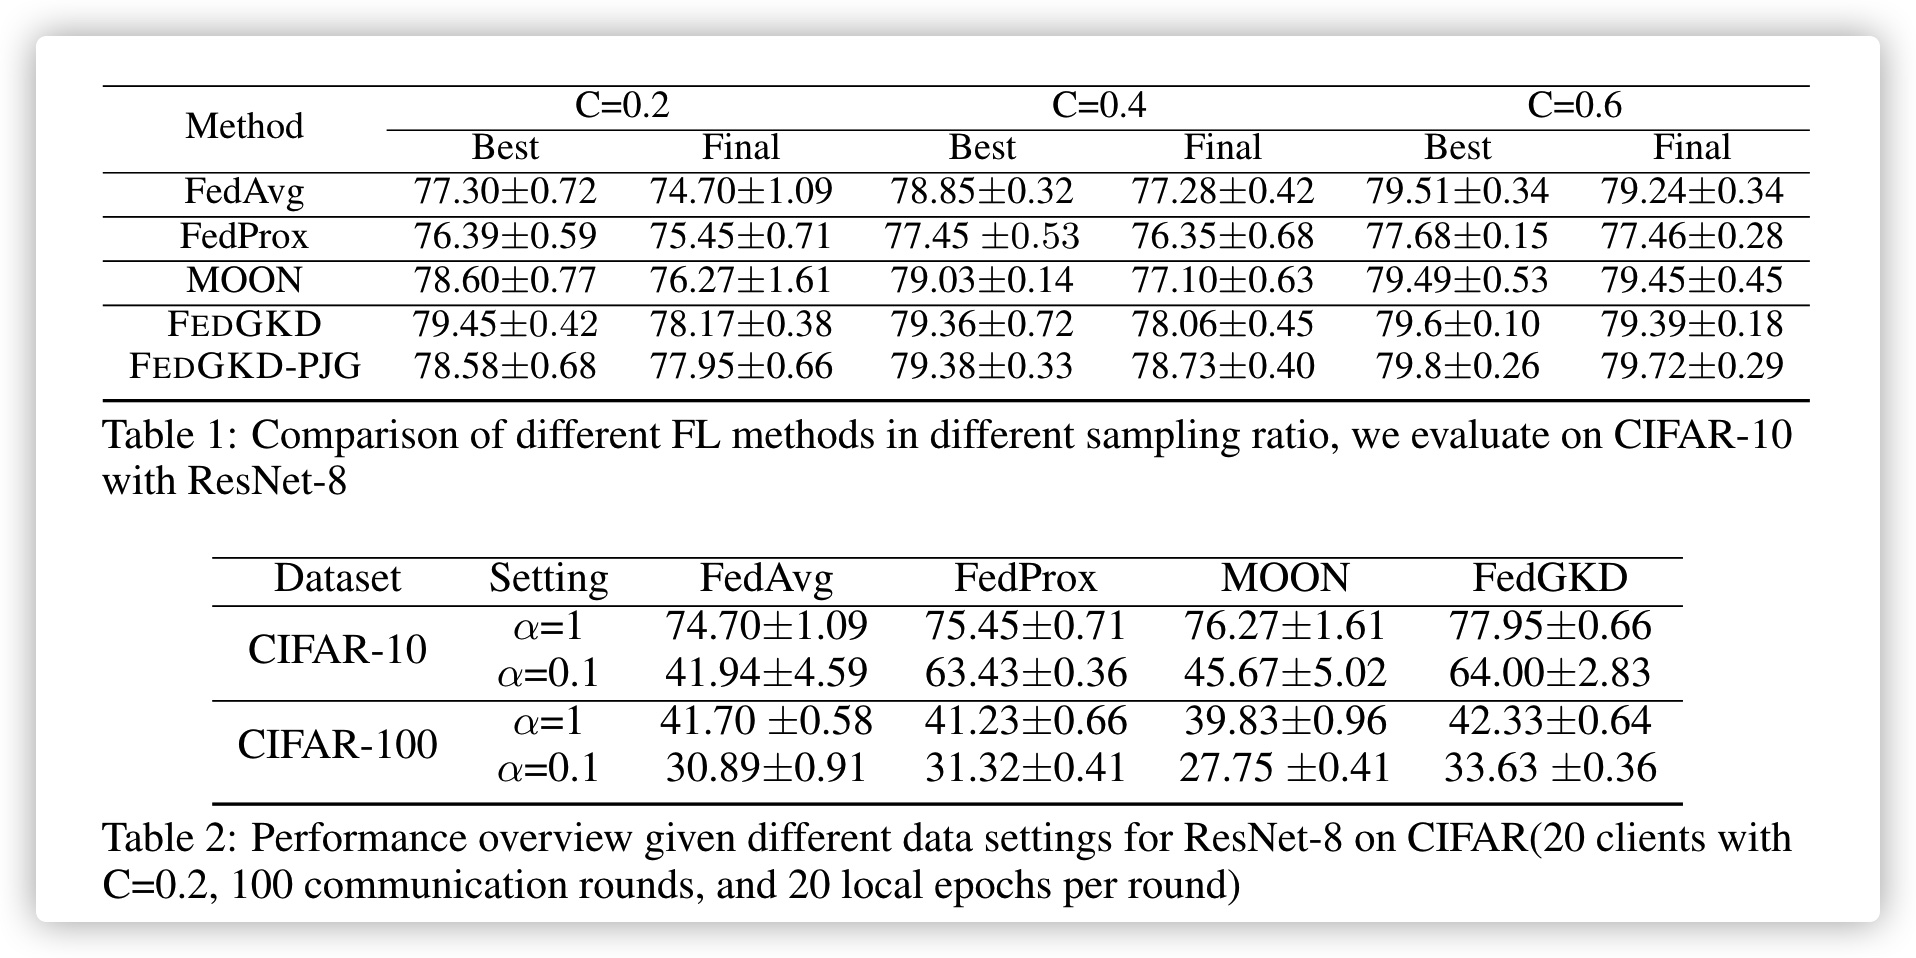 Method C=0.2 C=0.4 C=0.6
Best Final Best Final Best Final
FedAvg 77.30±0.72 74.70±1.09 78.85±0.32 77.28±0.42 79.51±0.34 79.24±0.34
FedProx 76.39±0.59 75.45±0.71 77.45 ±0.53 76.35±0.68 77.68±0.15 77.46±0.28
MOON 78.60±0.77 76.27±1.61 79.03±0.14 77.10±0.63 79.49±0.53 79.45±0.45
FEDGKD 79.45±0.42 78.17±0.38 79.36±0.72 78.06±0.45 79.6±0.10 79.39±0.18
FEDGKD-PJG 78.58±0.68 77.95±0.66 79.38±0.33 78.73±0.40 79.8±0.26 79.72±0.29
Table 1: Comparison of different FL methods in different sampling ratio, we evaluate on CIFAR-10
with ResNet-8
Dataset Setting FedAvg FedProx MOON FedGKD
CIFAR-10 α=1 74.70±1.09 75.45±0.71 76.27±1.61 77.95±0.66
α=0.1 41.94±4.59 63.43±0.36 45.67±5.02 64.00±2.83
CIFAR-100 α=1 41.70 ±0.58 41.23±0.66 39.83±0.96 42.33±0.64
α=0.1 30.89±0.91 31.32±0.41 27.75 ±0.41 33.63 ±0.36
Table 2: Performance overview given different data settings for ResNet-8 on CIFAR(20 clients with
C=0.2, 100 communication rounds, and 20 local epochs per round)